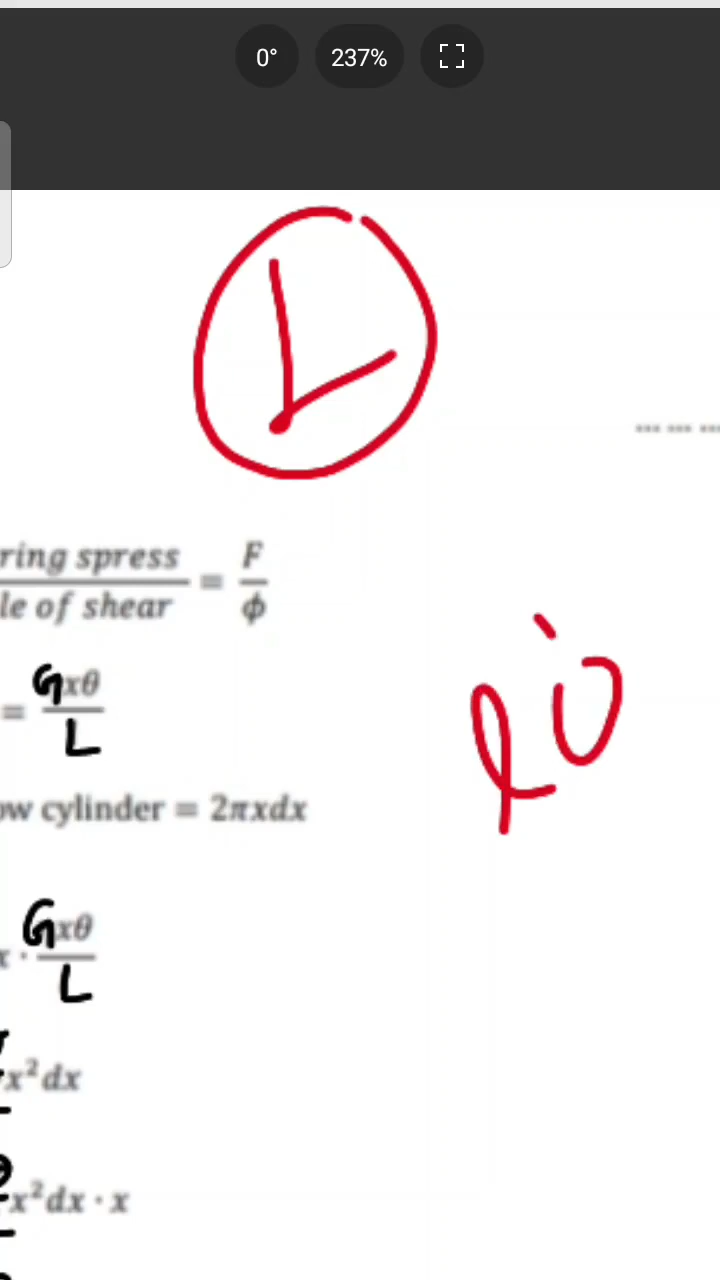 0° 237%
L
... ... ...
ring spress / le of shear = F / ϕ
= Gxθ / L
ow cylinder = 2πxdx
x · Gxθ / L
x²dx
x²dx · x